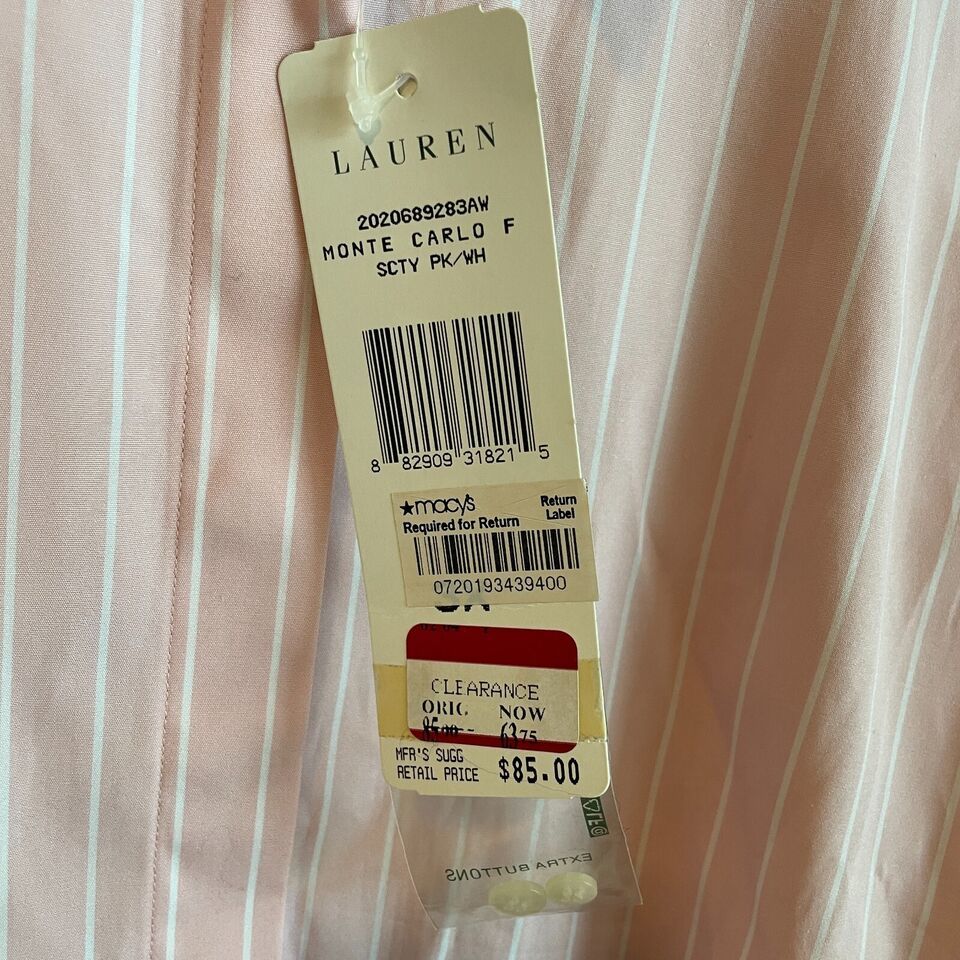 LAUREN
2020689283AW
MONTE CARLO F
SCTY PK/WH
8 82909 31821 5
★macy's
Return
Required for Return
Label
0720193439400
CLEARANCE
ORIG. NOW
85.00 63.75
MFR'S SUGG
RETAIL PRICE $85.00
EXTRA BUTTONS